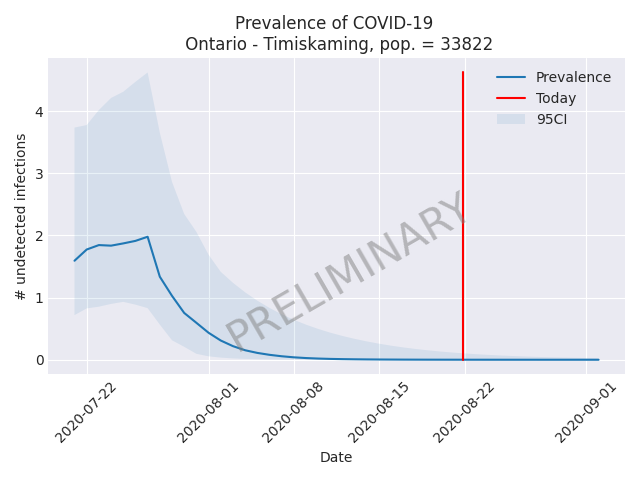 Prevalence of COVID-19
Ontario - Timiskaming, pop. = 33822
Prevalence
Today
95CI
# undetected infections
4
3
2
1
0
PRELIMINARY
2020-07-22
2020-08-01
2020-08-08
2020-08-15
2020-08-22
2020-09-01
Date